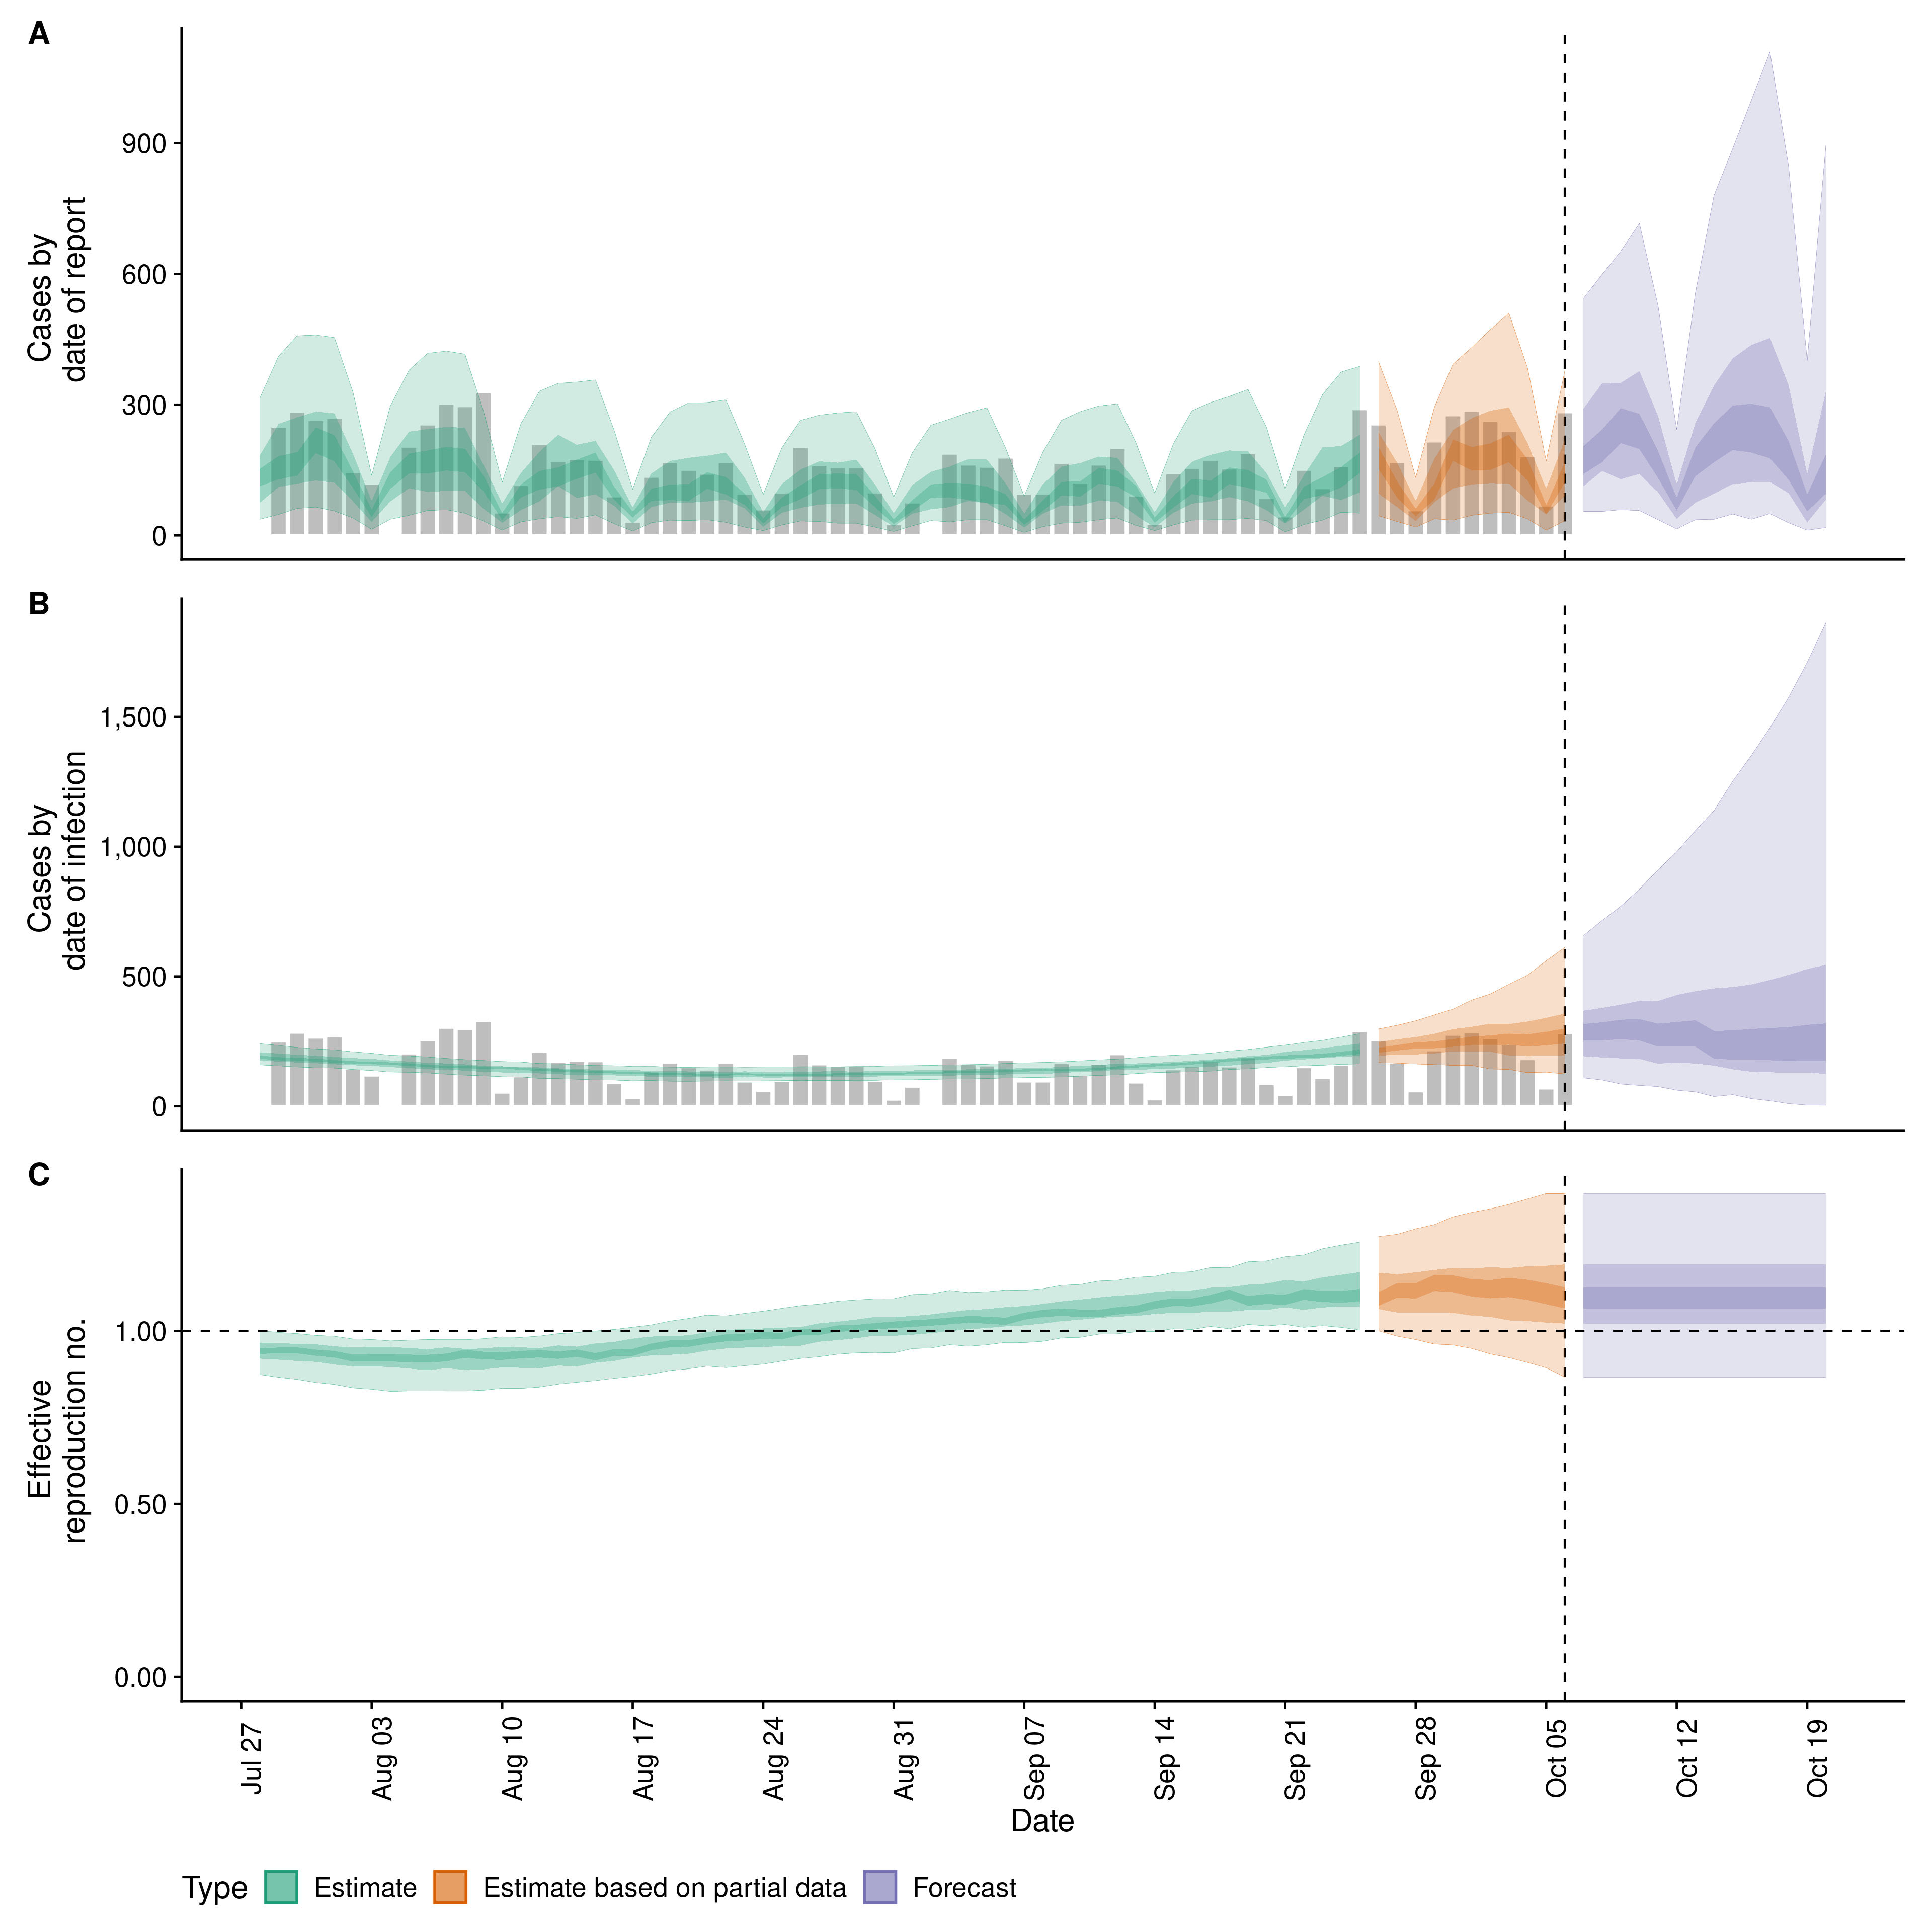 A
Cases by
date of report
900
600
300
0
B
Cases by
date of infection
1,500
1,000
500
0
C
Effective
reproduction no.
1.00
0.50
0.00
Jul 27
Aug 03
Aug 10
Aug 17
Aug 24
Aug 31
Sep 07
Sep 14
Sep 21
Sep 28
Oct 05
Oct 12
Oct 19
Date
Type Estimate Estimate based on partial data Forecast